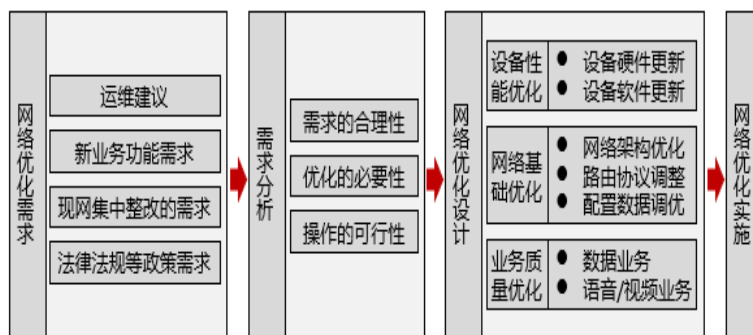 网络优化需求
运维建议
新业务功能需求
现网集中整改的需求
法律法规等政策需求
需求分析
需求的合理性
优化的必要性
操作的可行性
网络优化设计
设备性
能优化
● 设备硬件更新
● 设备软件更新
网络基
础优化
● 网络架构优化
● 路由协议调整
● 配置数据调优
业务质
量优化
● 数据业务
● 语音/视频业务
网络优化实施